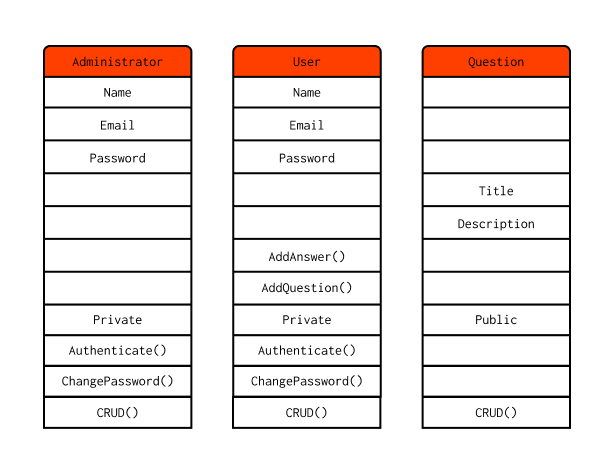 Administrator
Name
Email
Password
Private
Authenticate()
ChangePassword()
CRUD()
User
Name
Email
Password
AddAnswer()
AddQuestion()
Private
Authenticate()
ChangePassword()
CRUD()
Question
Title
Description
Public
CRUD()